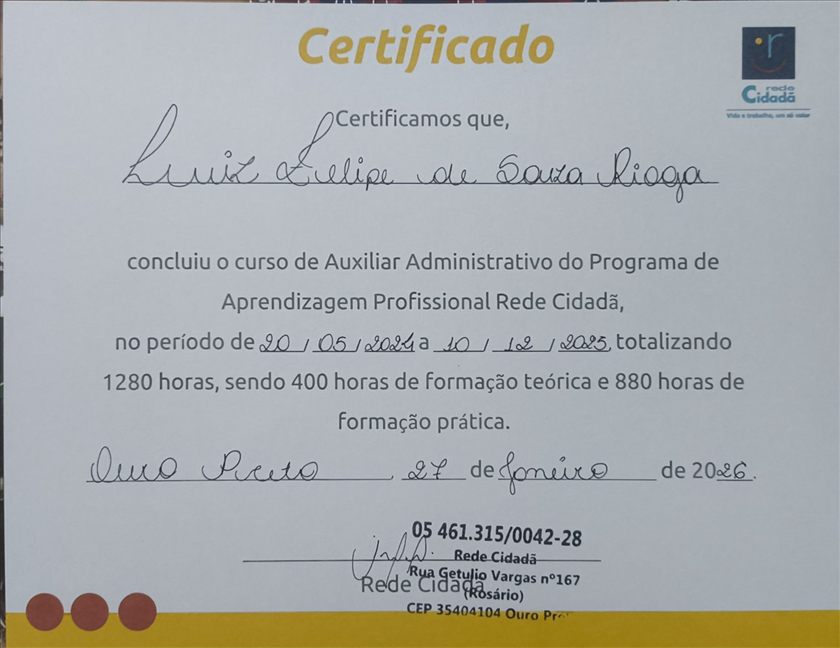 Certificado
rede
Cidadã
Vida e trabalho, um só valor
Certificamos que,
Luiz Felipe de Souza Rioga
concluiu o curso de Auxiliar Administrativo do Programa de
Aprendizagem Profissional Rede Cidadã,
no período de 20/05/2024 a 10/12/2025, totalizando
1280 horas, sendo 400 horas de formação teórica e 880 horas de
formação prática.
Ouro Preto, 27 de Janeiro de 2026.
05 461.315/0042-28
Rede Cidadã
Rua Getulio Vargas nº167
Rede Cidadã
(Rosário)
CEP 35404104 Ouro Pr